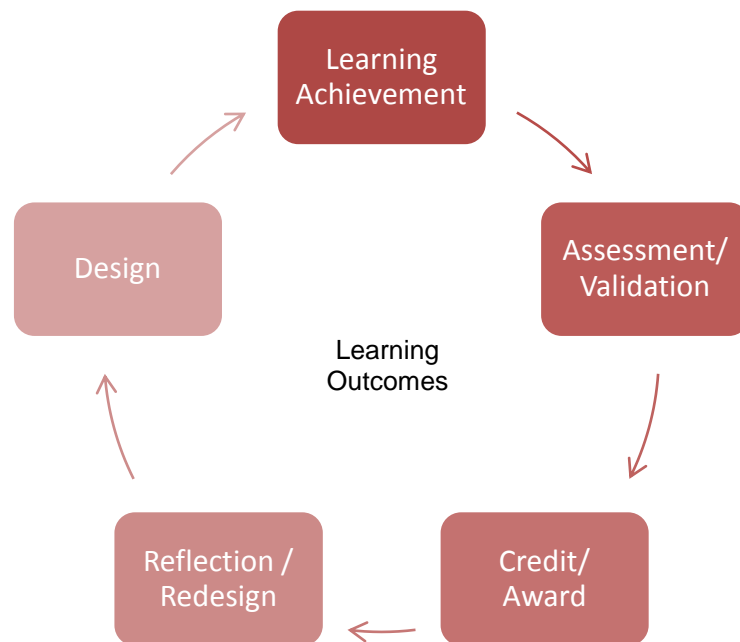 Learning
Achievement
Assessment/
Validation
Credit/
Award
Reflection /
Redesign
Design
Learning
Outcomes